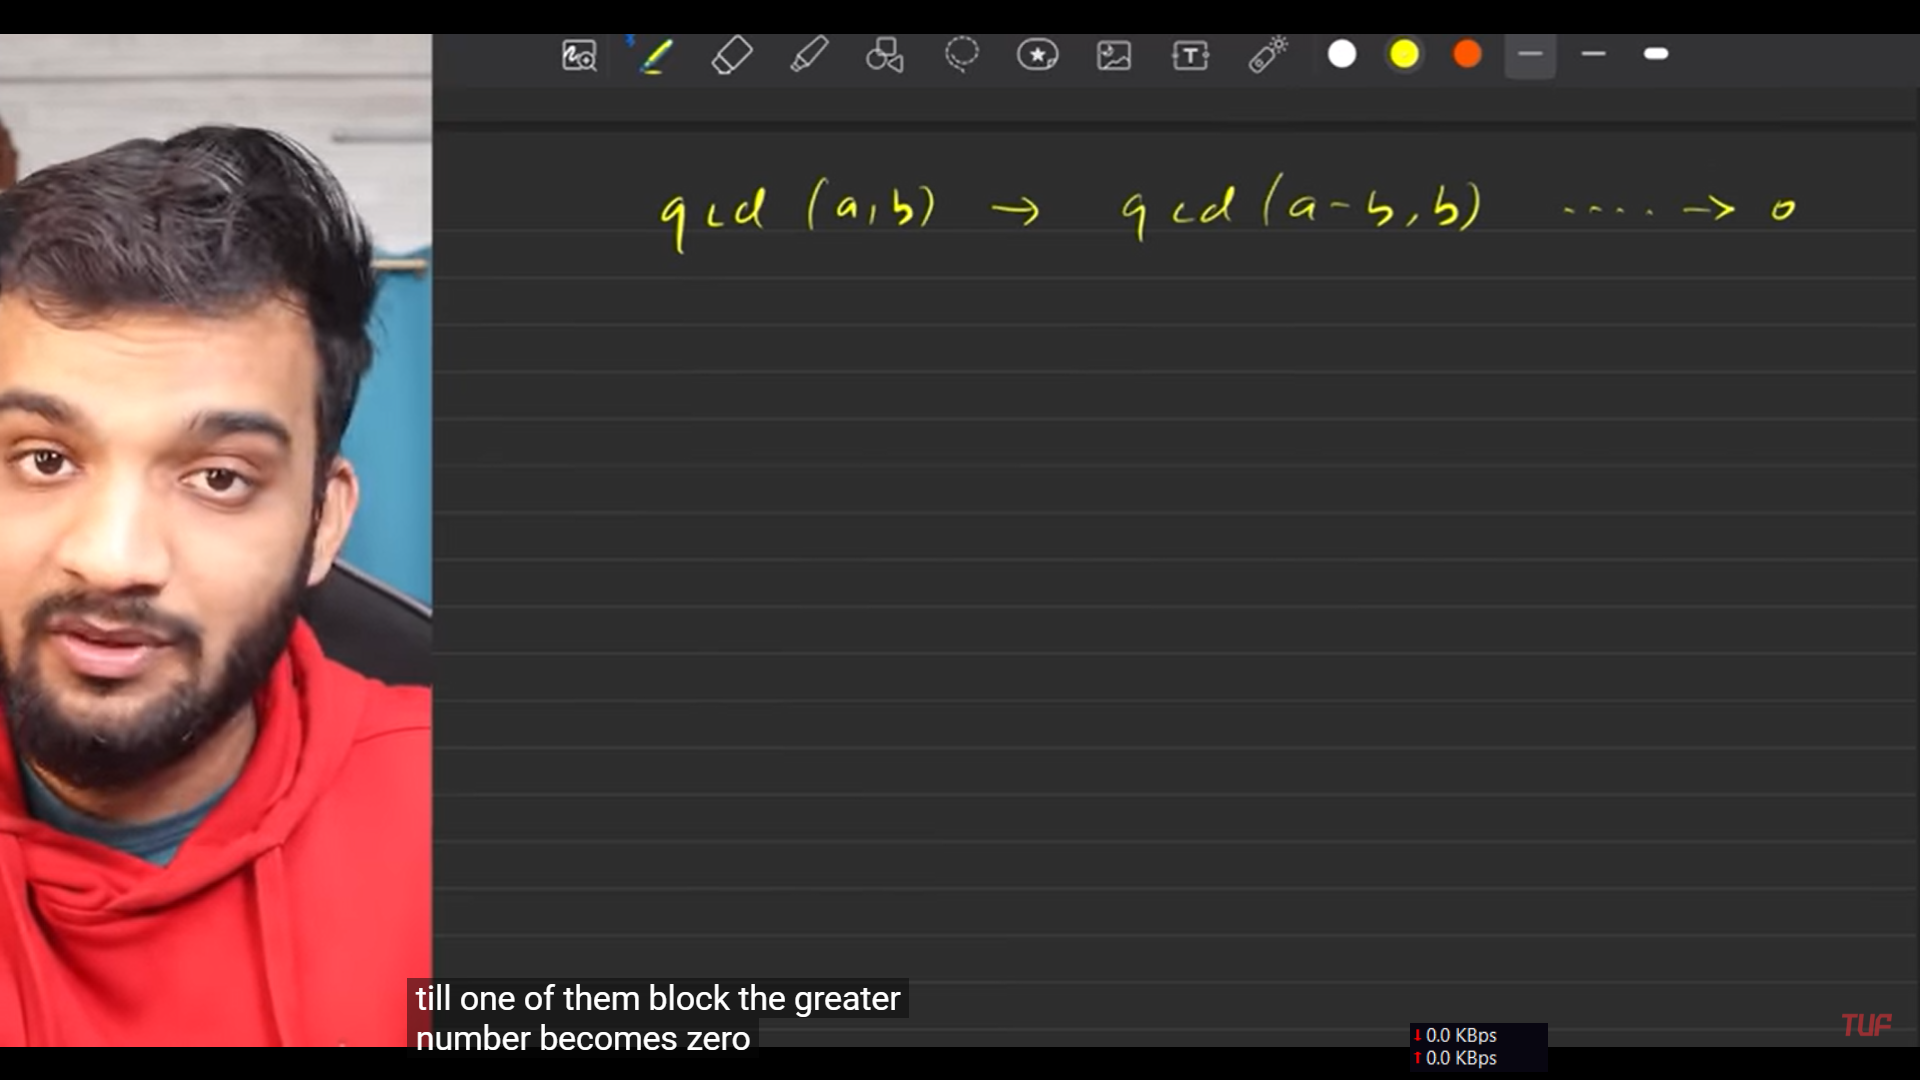 T
gcd (a,b) → gcd (a-b,b) ....→ 0
till one of them block the greater
number becomes zero
TUF
↓ 0.0 KBps
↑ 0.0 KBps